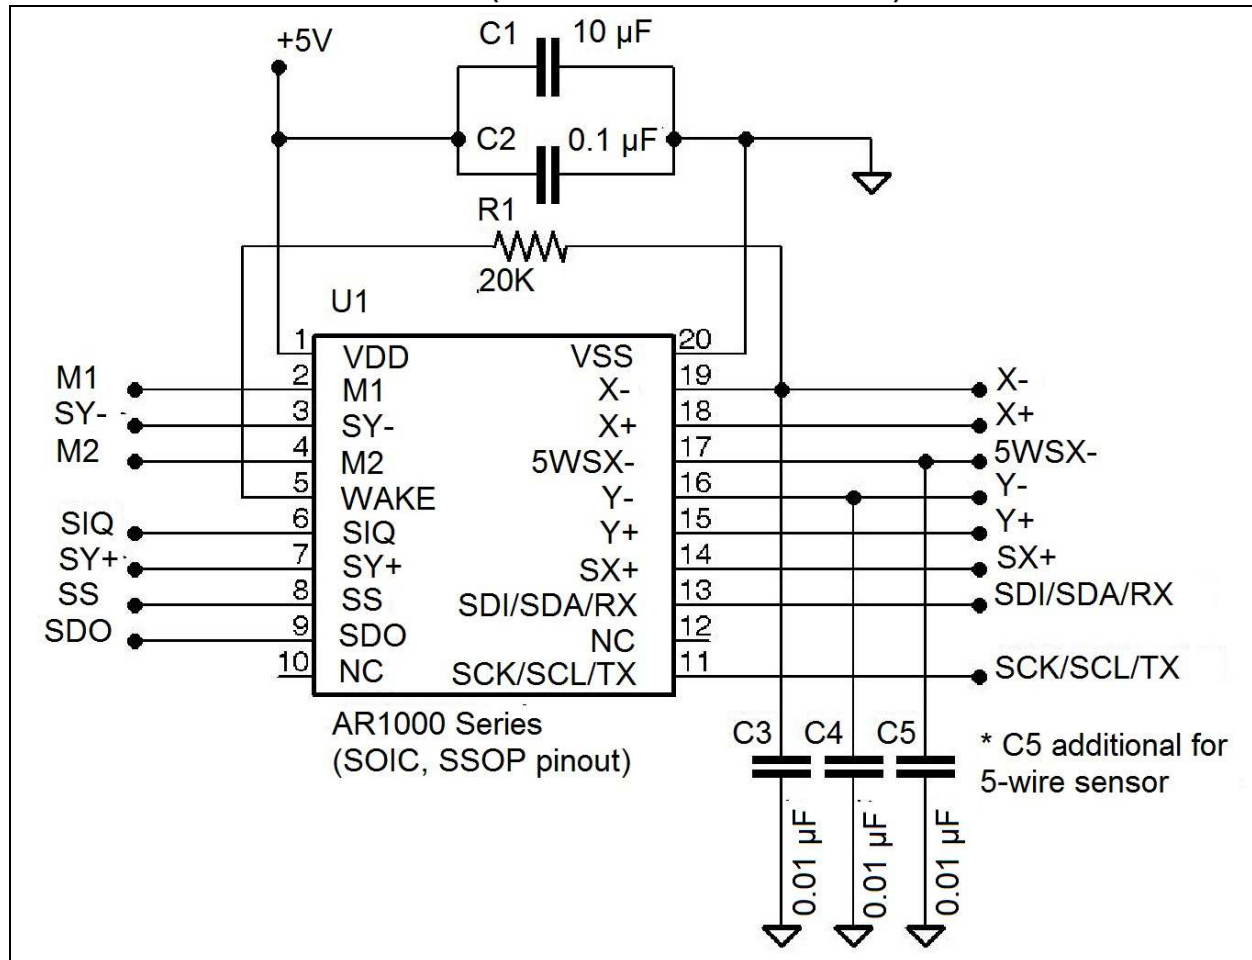 +5V
C1 10 µF
C2 0.1 µF
R1
20K
U1
1 VDD
2 M1
3 SY-
4 M2
5 WAKE
6 SIQ
7 SY+
8 SS
9 SDO
10 NC
VSS 20
X- 19
X+ 18
5WSX- 17
Y- 16
Y+ 15
SX+ 14
SDI/SDA/RX 13
NC 12
SCK/SCL/TX 11
M1
SY-
M2
SIQ
SY+
SS
SDO
X-
X+
5WSX-
Y-
Y+
SX+
SDI/SDA/RX
SCK/SCL/TX
AR1000 Series
(SOIC, SSOP pinout)
C3 C4 C5
0.01 µF
0.01 µF
0.01 µF
* C5 additional for
5-wire sensor